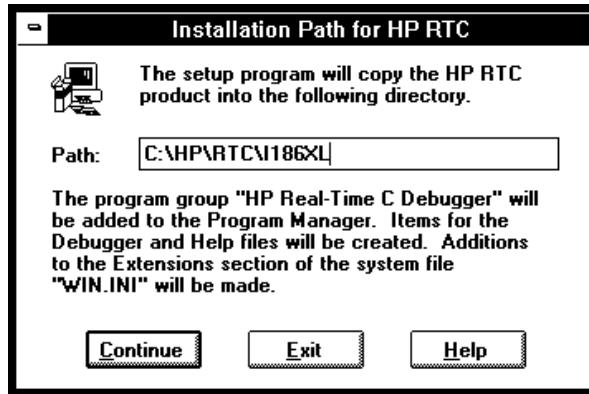 Installation Path for HP RTC
The setup program will copy the HP RTC
product into the following directory.
Path: C:\HP\RTC\I186XL
The program group "HP Real-Time C Debugger" will
be added to the Program Manager. Items for the
Debugger and Help files will be created. Additions
to the Extensions section of the system file
"WIN.INI" will be made.
Continue Exit Help